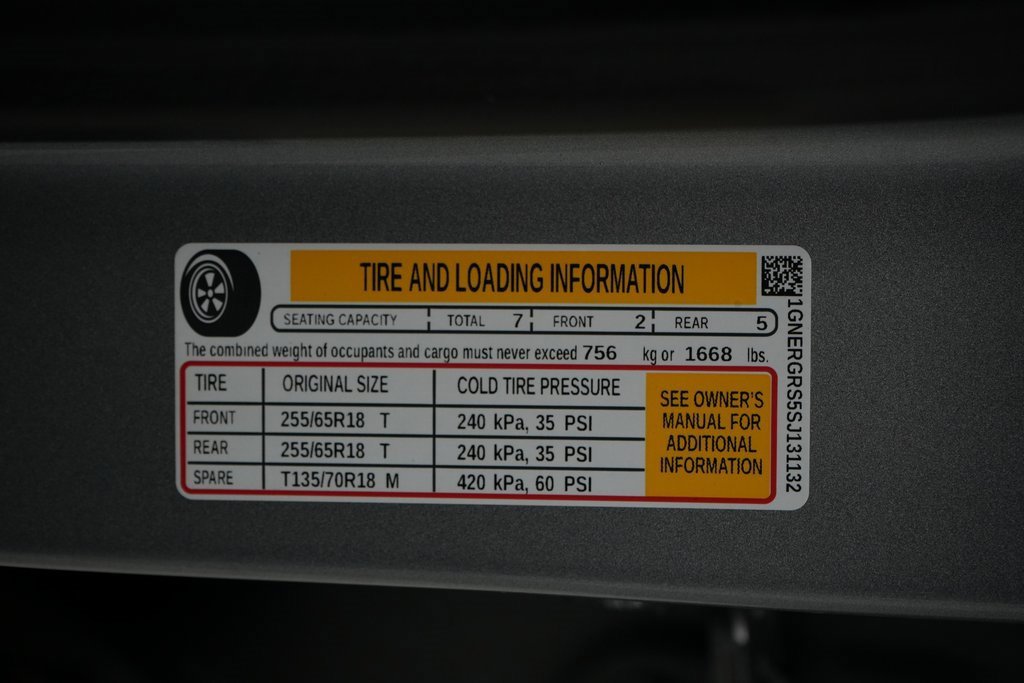 TIRE AND LOADING INFORMATION
SEATING CAPACITY TOTAL 7 FRONT 2 REAR 5
The combined weight of occupants and cargo must never exceed 756 kg or 1668 lbs.
TIRE ORIGINAL SIZE COLD TIRE PRESSURE
FRONT 255/65R18 T 240 kPa, 35 PSI
REAR 255/65R18 T 240 kPa, 35 PSI
SPARE T135/70R18 M 420 kPa, 60 PSI
SEE OWNER'S
MANUAL FOR
ADDITIONAL
INFORMATION
1GNERGRS5SJ131132